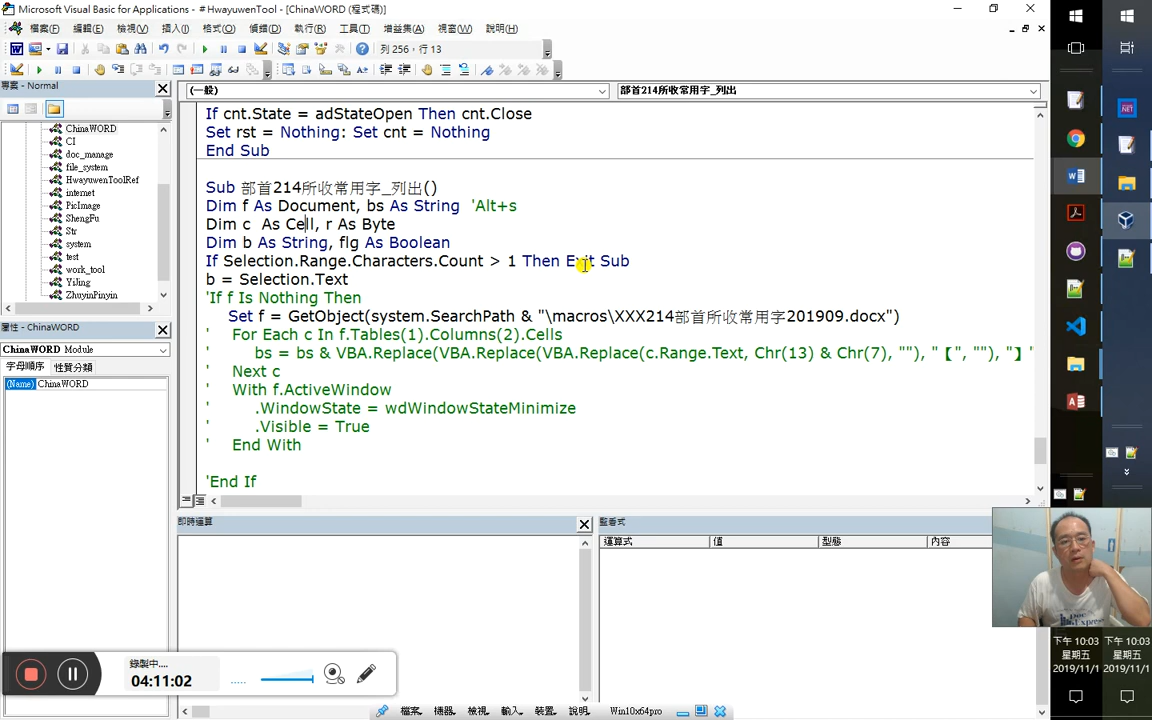 Microsoft Visual Basic for Applications - #HwayuwenTool - [ChinaWORD (程式碼)]
檔案(F) 編輯(E) 檢視(V) 插入(I) 格式(O) 偵錯(D) 執行(R) 工具(T) 增益集(A) 視窗(W) 說明(H)
列 256，行 13
專案 - Normal
(一般)
部首214所收常用字_列出
ChinaWORD
CI
doc_manage
file_system
HwayuwenToolRef
internet
PicImage
ShengFu
Str
system
test
work_tool
YiJing
ZhuyinPinyin
屬性 - ChinaWORD
ChinaWORD Module
字母順序 性質分類
(Name) ChinaWORD
If cnt.State = adStateOpen Then cnt.Close
Set rst = Nothing: Set cnt = Nothing
End Sub
Sub 部首214所收常用字_列出()
Dim f As Document, bs As String 'Alt+s
Dim c  As Cell, r As Byte
Dim b As String, flg As Boolean
If Selection.Range.Characters.Count > 1 Then Exit Sub
b = Selection.Text
'If f Is Nothing Then
Set f = GetObject(system.SearchPath & "\macros\XXX214部首所收常用字201909.docx")
' For Each c In f.Tables(1).Columns(2).Cells
' bs = bs & VBA.Replace(VBA.Replace(VBA.Replace(c.Range.Text, Chr(13) & Chr(7), ""), "【", ""), "】"
' Next c
' With f.ActiveWindow
' .WindowState = wdWindowStateMinimize
' .Visible = True
' End With
'End If
即時運算
監看式
運算式 值 型態 內容
錄製中....
04:11:02
檔案 機器 檢視 輸入 裝置 說明 Win10x64pro
下午 10:03
星期五
2019/11/1
下午 10:03
星期五
2019/11/1